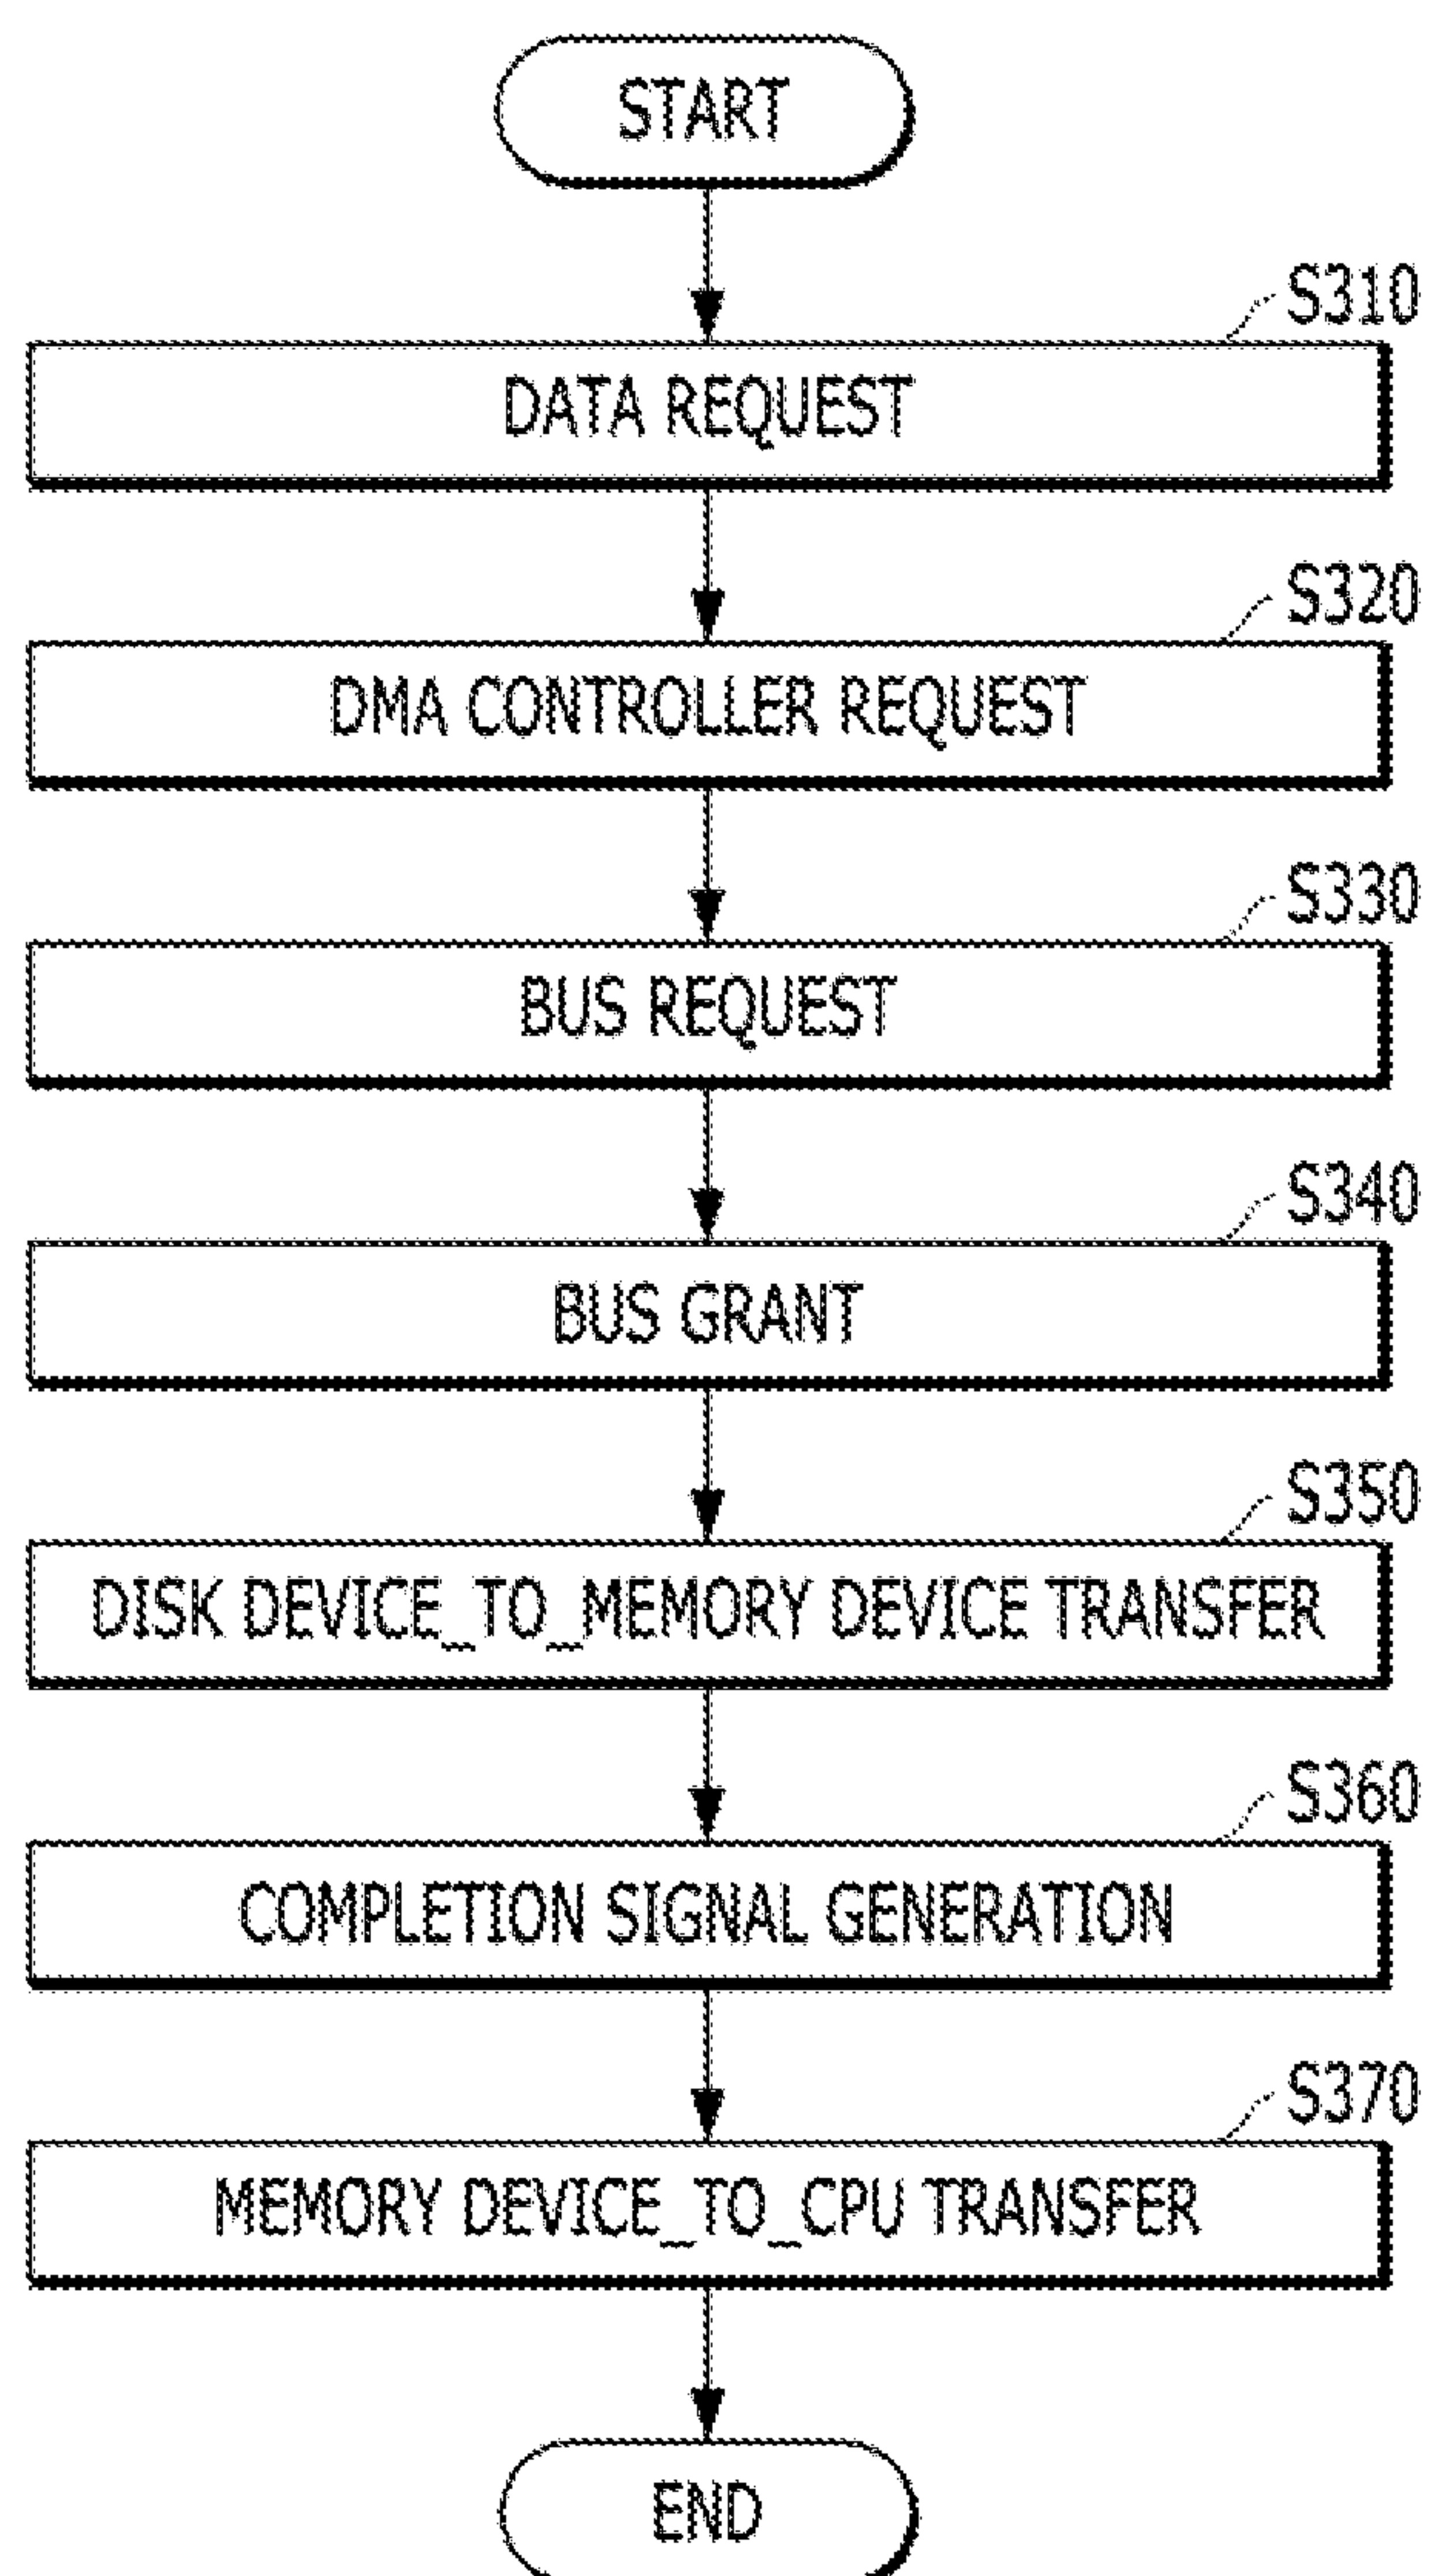 START
S310
DATA REQUEST
S320
DMA CONTROLLER REQUEST
S330
BUS REQUEST
S340
BUS GRANT
S350
DISK DEVICE_TO_MEMORY DEVICE TRANSFER
S360
COMPLETION SIGNAL GENERATION
S370
MEMORY DEVICE_TO_CPU TRANSFER
END